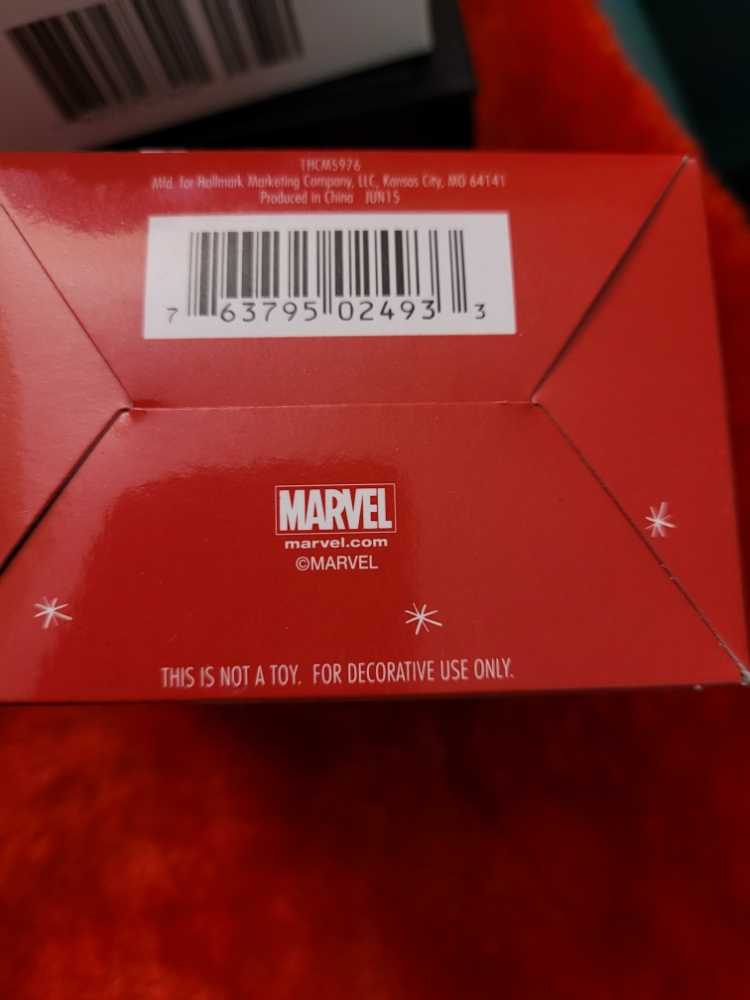 THCM5976
Mfd. for Hallmark Marketing Company, LLC, Kansas City, MO 64141
Produced in China JUN15
7 63795 02493 3
MARVEL
marvel.com
©MARVEL
THIS IS NOT A TOY. FOR DECORATIVE USE ONLY.